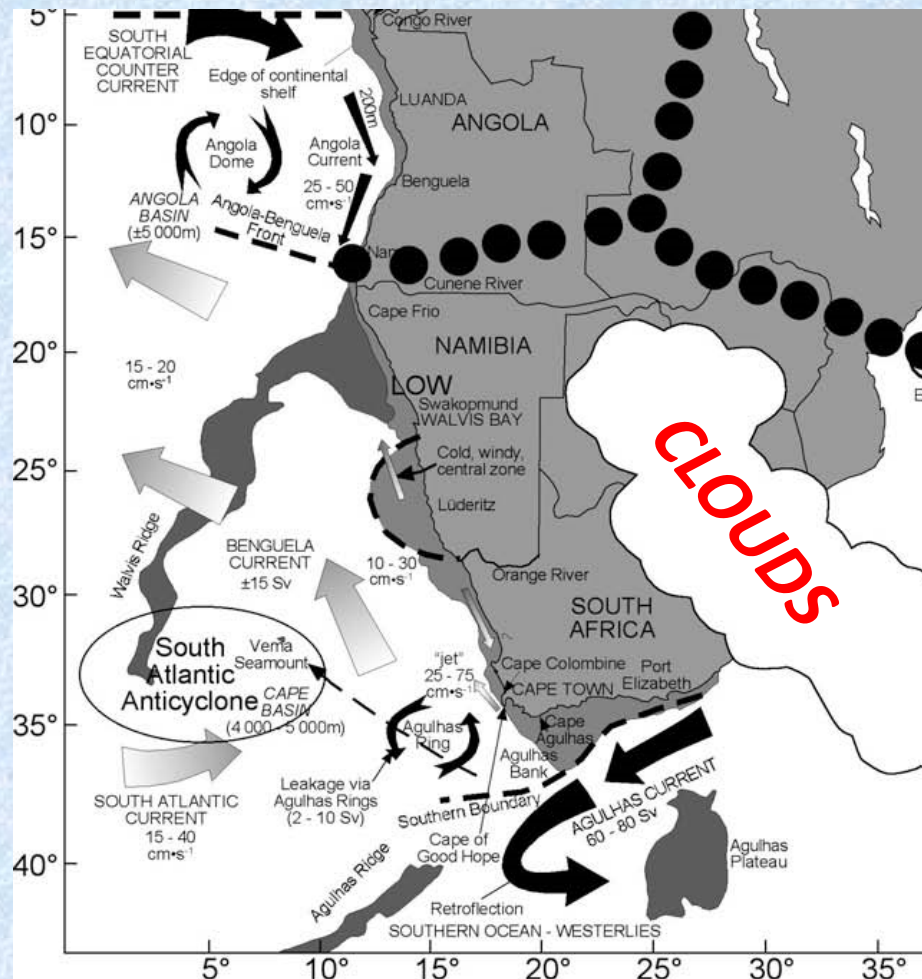 5°
SOUTH
EQUATORIAL
COUNTER
CURRENT
Congo River
Edge of continental
shelf
200m
LUANDA
ANGOLA
10°
Angola
Dome
Angola
Current
25 - 50
cm•s⁻¹
Benguela
ANGOLA
BASIN
(±5 000m)
Angola-Benguela
Front
15°
Nam
Cunene River
Cape Frio
NAMIBIA
20°
15 - 20
cm•s⁻¹
LOW
Swakopmund
WALVIS BAY
CLOUDS
Cold, windy,
central zone
25°
Lüderitz
Walvis Ridge
BENGUELA
CURRENT
±15 Sv
10 - 30
cm•s⁻¹
Orange River
30°
SOUTH
AFRICA
South
Atlantic
Anticyclone
Vema
Seamount
CAPE
BASIN
(4 000 - 5 000m)
"jet"
25 - 75
cm•s⁻¹
Cape Colombine
CAPE TOWN
Port
Elizabeth
35°
Agulhas
Ring
Cape
Agulhas
Agulhas
Bank
Leakage via
Agulhas Rings
(2 - 10 Sv)
SOUTH ATLANTIC
CURRENT
15 - 40
cm•s⁻¹
Southern Boundary
AGULHAS CURRENT
60 - 80 Sv
Cape of
Good Hope
Agulhas
Plateau
40°
Agulhas Ridge
Retroflection
SOUTHERN OCEAN - WESTERLIES
5° 10° 15° 20° 25° 30° 35°